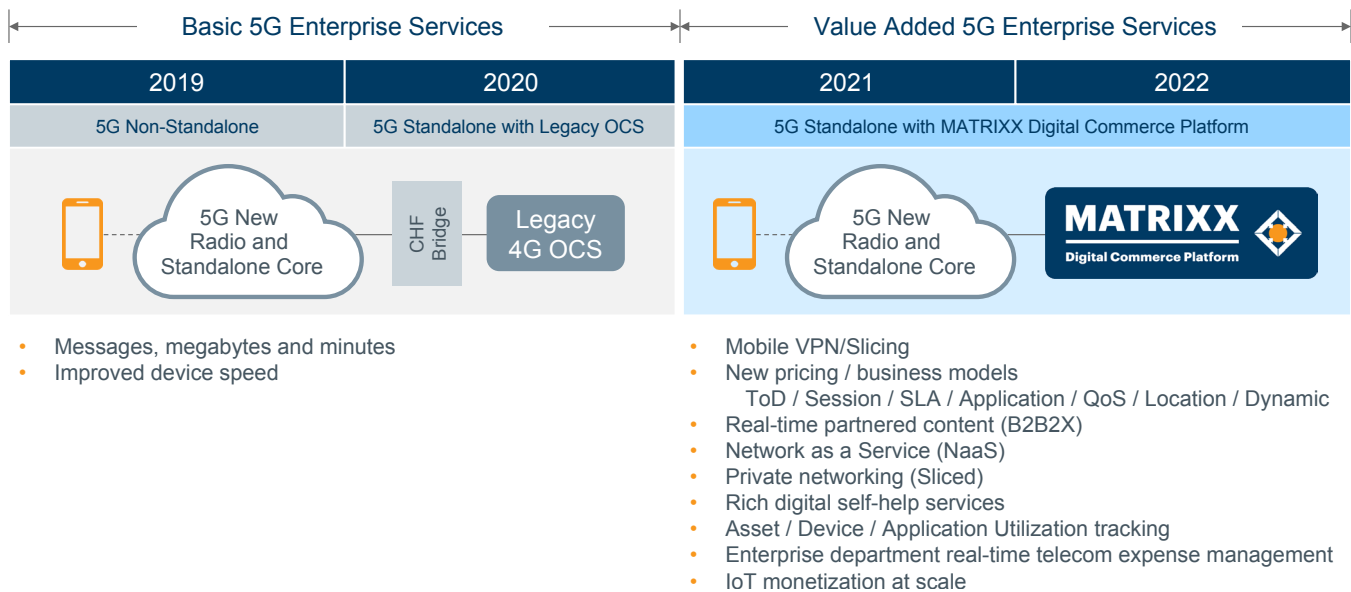 Basic 5G Enterprise Services
Value Added 5G Enterprise Services
2019
2020
2021
2022
5G Non-Standalone
5G Standalone with Legacy OCS
5G Standalone with MATRIXX Digital Commerce Platform
5G New
Radio and
Standalone Core
CHF
Bridge
Legacy
4G OCS
5G New
Radio and
Standalone Core
MATRIXX
Digital Commerce Platform
• Messages, megabytes and minutes
• Improved device speed
• Mobile VPN/Slicing
• New pricing / business models
ToD / Session / SLA / Application / QoS / Location / Dynamic
• Real-time partnered content (B2B2X)
• Network as a Service (NaaS)
• Private networking (Sliced)
• Rich digital self-help services
• Asset / Device / Application Utilization tracking
• Enterprise department real-time telecom expense management
• IoT monetization at scale